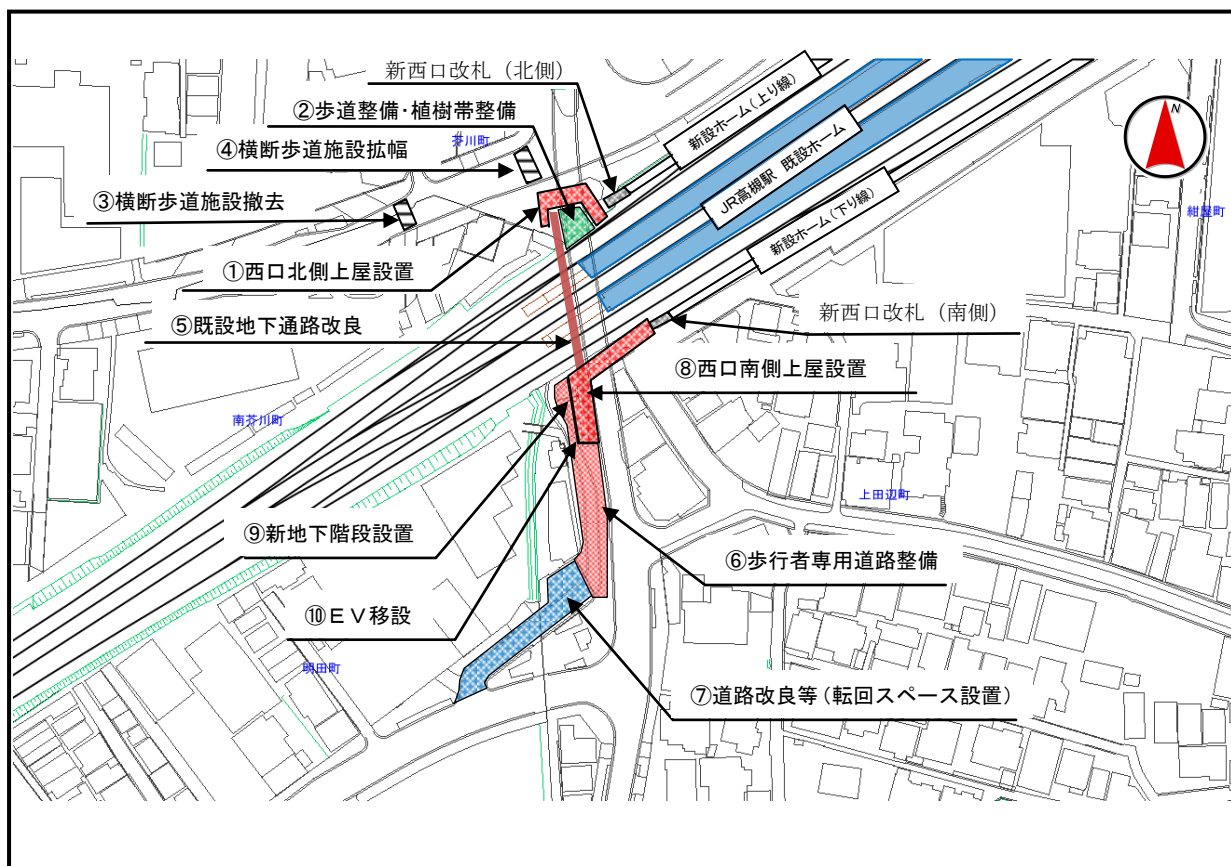 新西口改札（北側）
②歩道整備・植樹帯整備
芥川町
④横断歩道施設拡幅
③横断歩道施設撤去
①西口北側上屋設置
⑤既設地下通路改良
新設ホーム（上り線）
JR高槻駅 既設ホーム
新設ホーム（下り線）
N
紺屋町
新西口改札（南側）
⑧西口南側上屋設置
南芥川町
上田辺町
⑨新地下階段設置
⑥歩行者専用道路整備
⑩EV移設
明田町
⑦道路改良等（転回スペース設置）